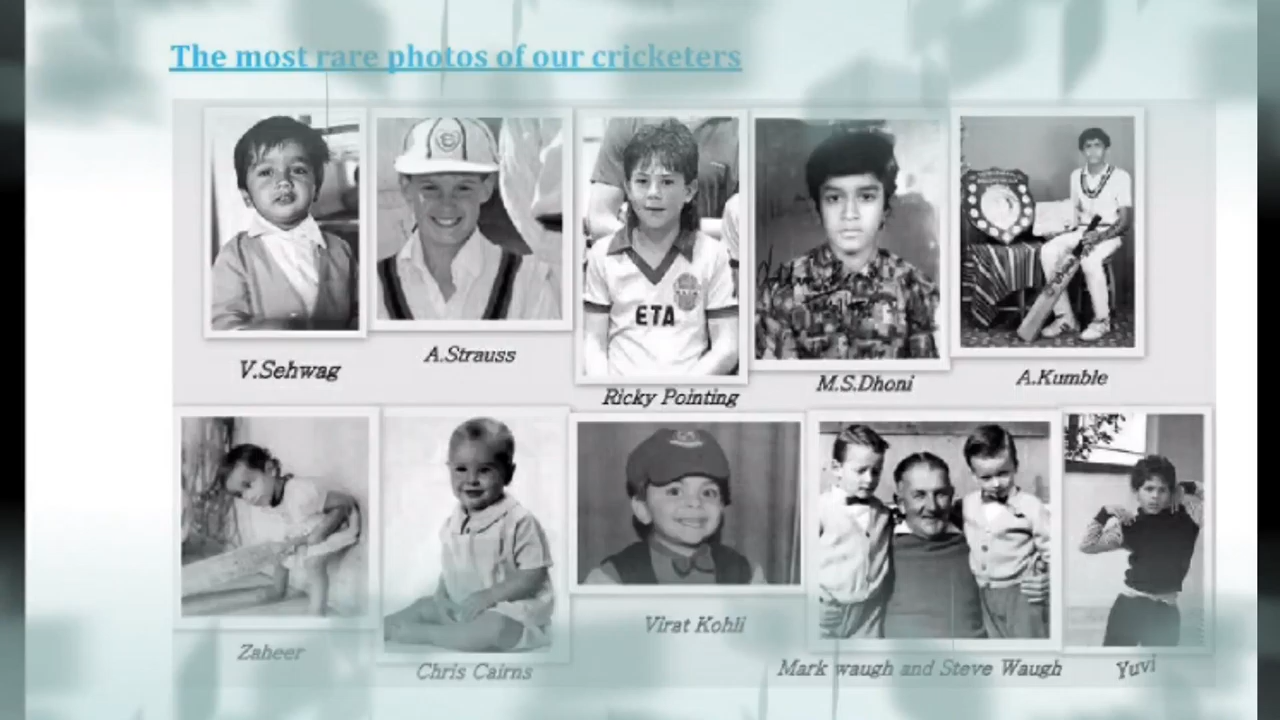 The most rare photos of our cricketers
V.Sehwag
A.Strauss
Ricky Pointing
M.S.Dhoni
A.Kumble
ETA
Zaheer
Chris Cairns
Virat Kohli
Mark waugh and Steve Waugh
Yuvi